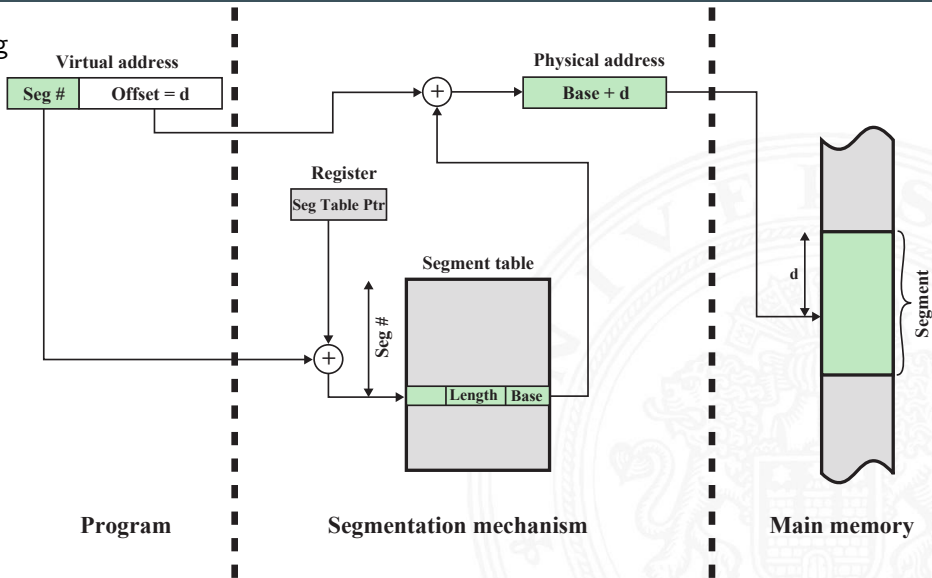 g
Virtual address
Seg #
Offset = d
Physical address
Base + d
+
Register
Seg Table Ptr
Segment table
Seg #
+
Length
Base
d
Segment
Program
Segmentation mechanism
Main memory